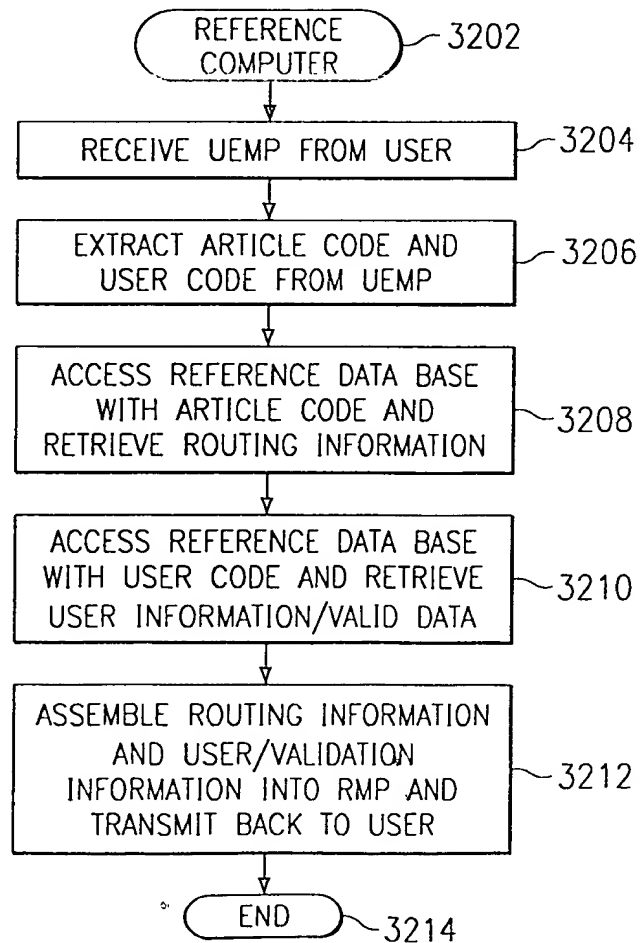 REFERENCE
COMPUTER
3202
RECEIVE UEMP FROM USER
3204
EXTRACT ARTICLE CODE AND
USER CODE FROM UEMP
3206
ACCESS REFERENCE DATA BASE
WITH ARTICLE CODE AND
RETRIEVE ROUTING INFORMATION
3208
ACCESS REFERENCE DATA BASE
WITH USER CODE AND RETRIEVE
USER INFORMATION/VALID DATA
3210
ASSEMBLE ROUTING INFORMATION
AND USER/VALIDATION
INFORMATION INTO RMP AND
TRANSMIT BACK TO USER
3212
END
3214